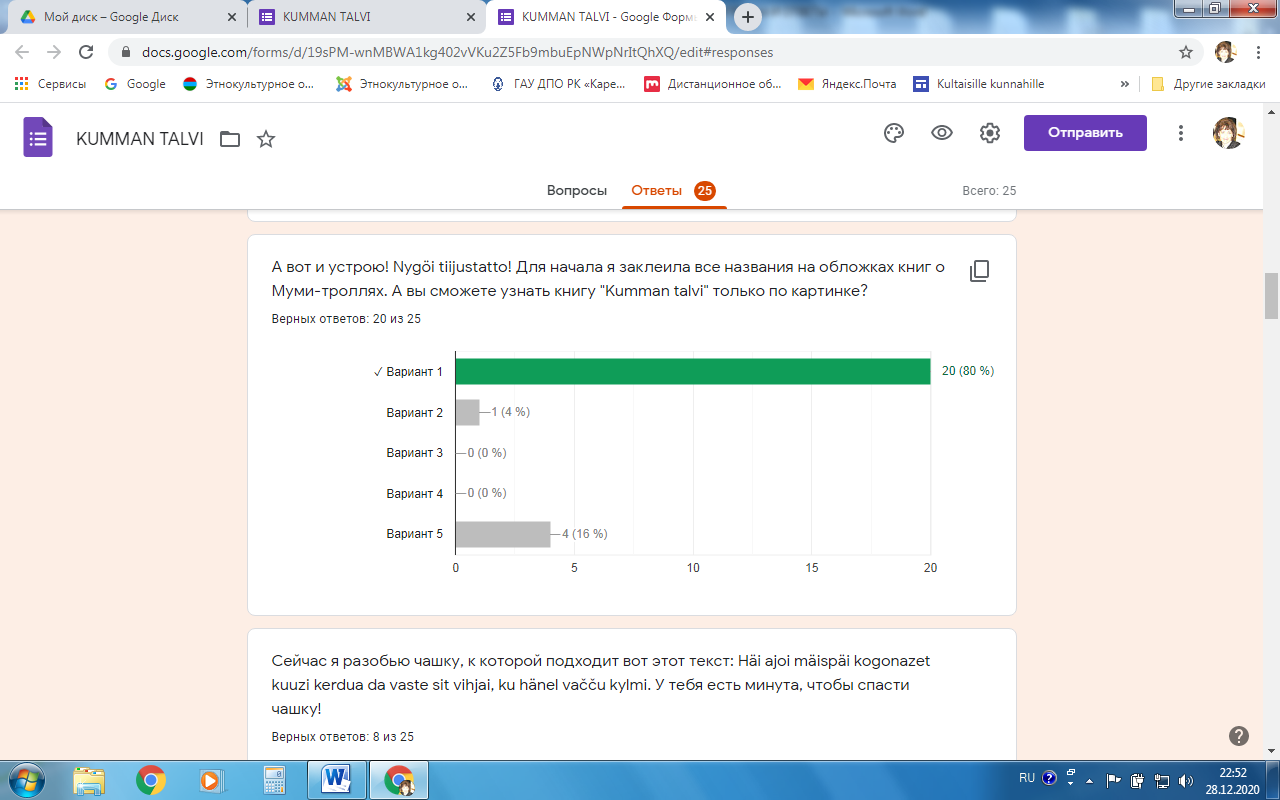 Мой диск – Google Диск
KUMMAN TALVI
KUMMAN TALVI - Google Форм
docs.google.com/forms/d/19sPM-wnMBWA1kg402vVKu2Z5Fb9mbuEpNWpNrItQhXQ/edit#responses
Сервисы
Google
Этнокультурное о...
Этнокультурное о...
ГАУ ДПО РК «Каре...
Дистанционное об...
Яндекс.Почта
Kultaisille kunnahille
»
Другие закладки
KUMMAN TALVI
Отправить
Вопросы
Ответы 25
Всего: 25
А вот и устрою! Nygöi tiijustatto! Для начала я заклеила все названия на обложках книг о
Муми-троллях. А вы сможете узнать книгу "Kumman talvi" только по картинке?
Верных ответов: 20 из 25
✓ Вариант 1
20 (80 %)
Вариант 2
1 (4 %)
Вариант 3
0 (0 %)
Вариант 4
0 (0 %)
Вариант 5
4 (16 %)
0 5 10 15 20
Сейчас я разобью чашку, к которой подходит вот этот текст: Häi ajoi mäispäi kogonazet
kuuzi kerdua da vaste sit vihjai, ku hänel vačču kylmi. У тебя есть минута, чтобы спасти
чашку!
Верных ответов: 8 из 25
RU
22:52
28.12.2020